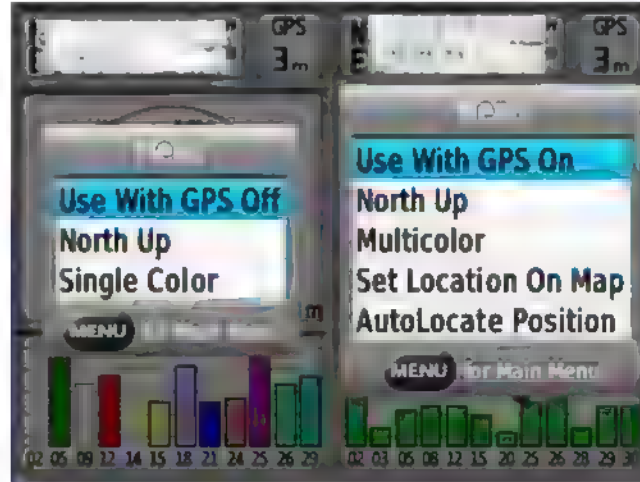 GPS
3m
Use With GPS Off
North Up
Single Color
MENU
02 05 09 12 14 15 18 21 24 25 26 29
GPS
3m
Use With GPS On
North Up
Multicolor
Set Location On Map
AutoLocate Position
MENU for Main Menu
02 03 05 08 12 15 20 25 26 28 29 30